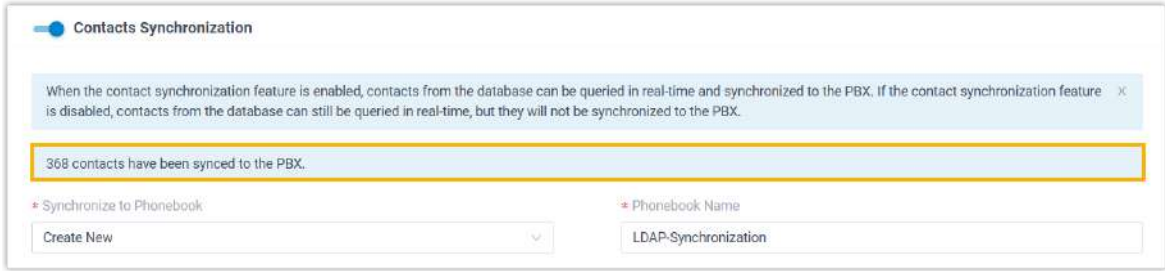 Contacts Synchronization
When the contact synchronization feature is enabled, contacts from the database can be queried in real-time and synchronized to the PBX. If the contact synchronization feature
is disabled, contacts from the database can still be queried in real-time, but they will not be synchronized to the PBX.
368 contacts have been synced to the PBX.
* Synchronize to Phonebook
* Phonebook Name
Create New
LDAP-Synchronization